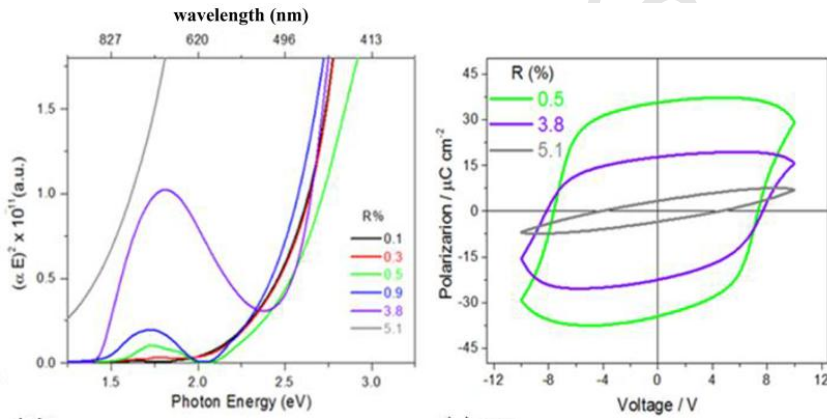 wavelength (nm)
827 620 496 413
1.5
1.0
0.5
0.0
(α E)² x 10¹¹(a.u.)
R%
0.1
0.3
0.5
0.9
3.8
5.1
1.5 2.0 2.5 3.0
Photon Energy (eV)
R (%)
0.5
3.8
5.1
45
30
15
0
-15
-30
-45
Polarizarion / μC cm⁻²
-12 -8 -4 0 4 8 12
Voltage / V